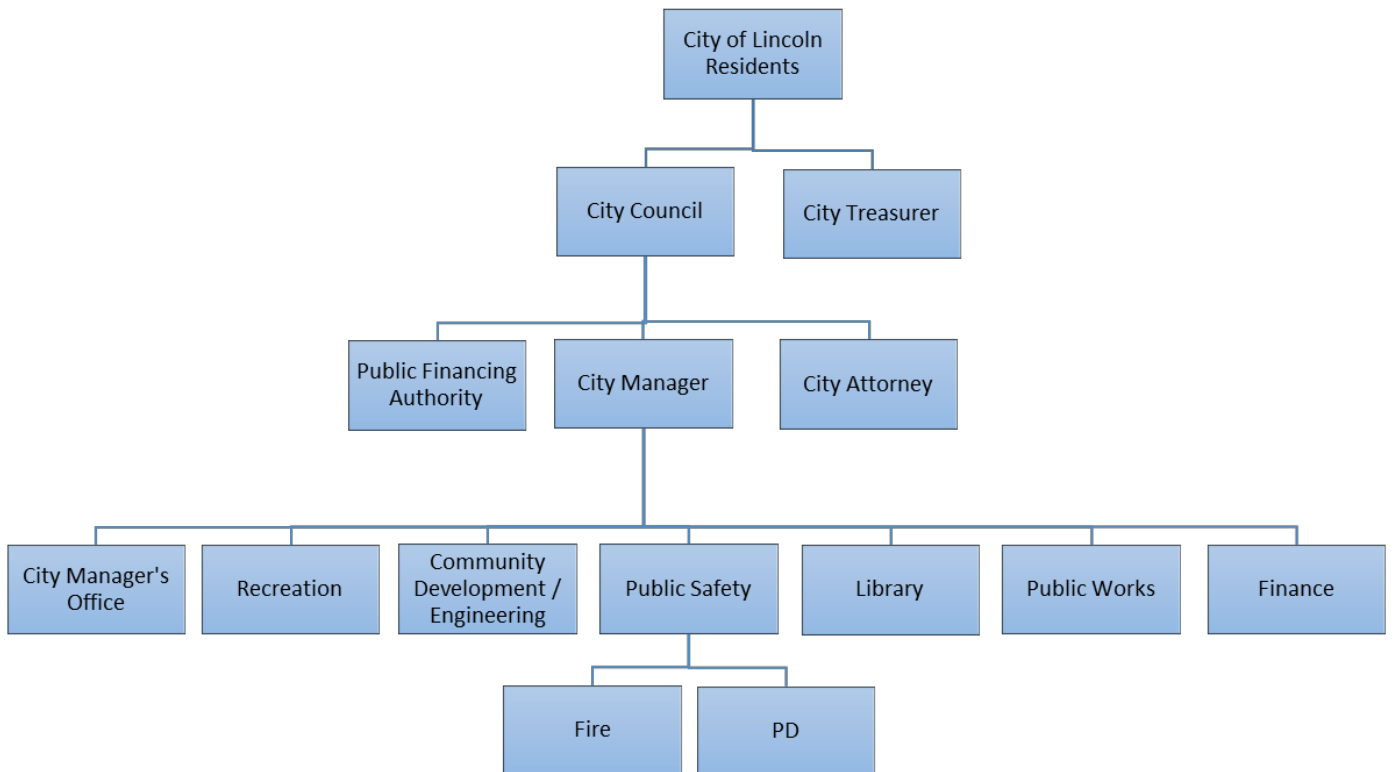 City of Lincoln
Residents
City Council
City Treasurer
Public Financing
Authority
City Manager
City Attorney
City Manager's
Office
Recreation
Community
Development /
Engineering
Public Safety
Library
Public Works
Finance
Fire
PD